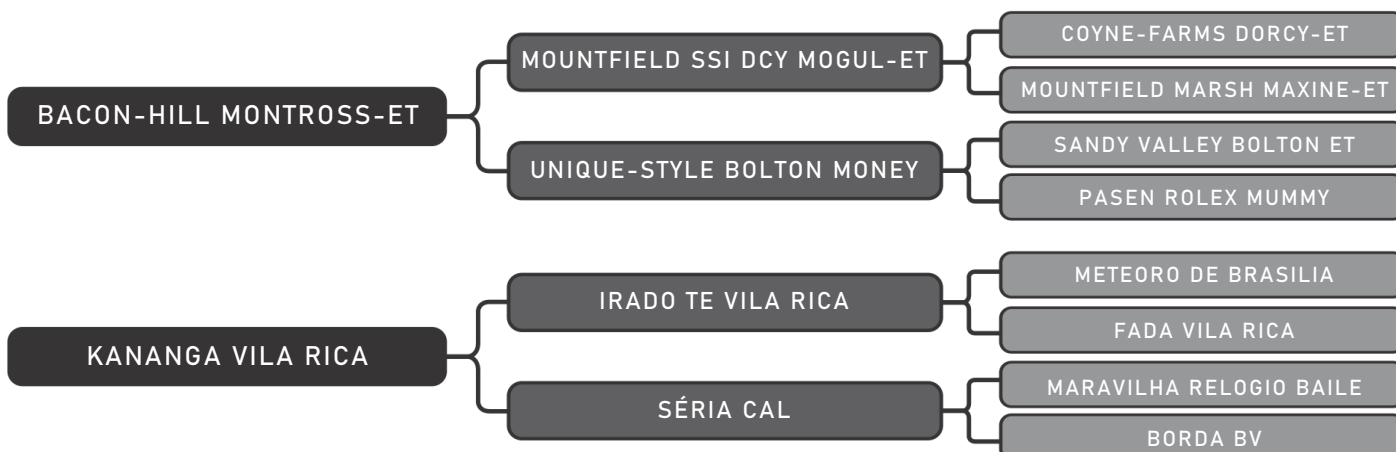 BACON-HILL MONTROSS-ET
MOUNTFIELD SSI DCY MOGUL-ET
COYNE-FARMS DORCY-ET
MOUNTFIELD MARSH MAXINE-ET
UNIQUE-STYLE BOLTON MONEY
SANDY VALLEY BOLTON ET
PASEN ROLEX MUMMY
KANANGA VILA RICA
IRADO TE VILA RICA
METEORO DE BRASILIA
FADA VILA RICA
SÉRIA CAL
MARAVILHA RELOGIO BAILE
BORDA BV